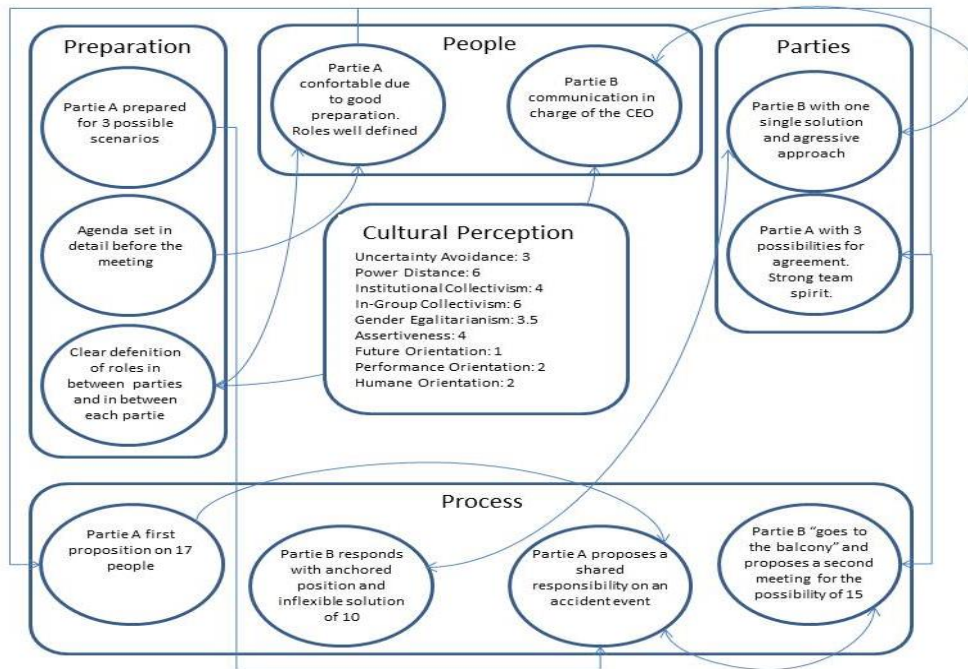 Preparation
Partie A prepared
for 3 possible
scenarios
Agenda set in
detail before the
meeting
Clear defenition
of roles in
between parties
and in between
each partie
People
Partie A
confortable due
to good
preparation.
Roles well defined
Partie B
communication in
charge of the CEO
Parties
Partie B with one
single solution
and agressive
approach
Partie A with 3
possibilities for
agreement.
Strong team
spirit.
Cultural Perception
Uncertainty Avoidance: 3
Power Distance: 6
Institutional Collectivism: 4
In-Group Collectivism: 6
Gender Egalitarianism: 3.5
Assertiveness: 4
Future Orientation: 1
Performance Orientation: 2
Humane Orientation: 2
Process
Partie A first
proposition on 17
people
Partie B responds
with anchored
position and
inflexible solution
of 10
Partie A proposes a
shared
responsibility on an
accident event
Partie B “goes to
the balcony” and
proposes a second
meeting for the
possibility of 15